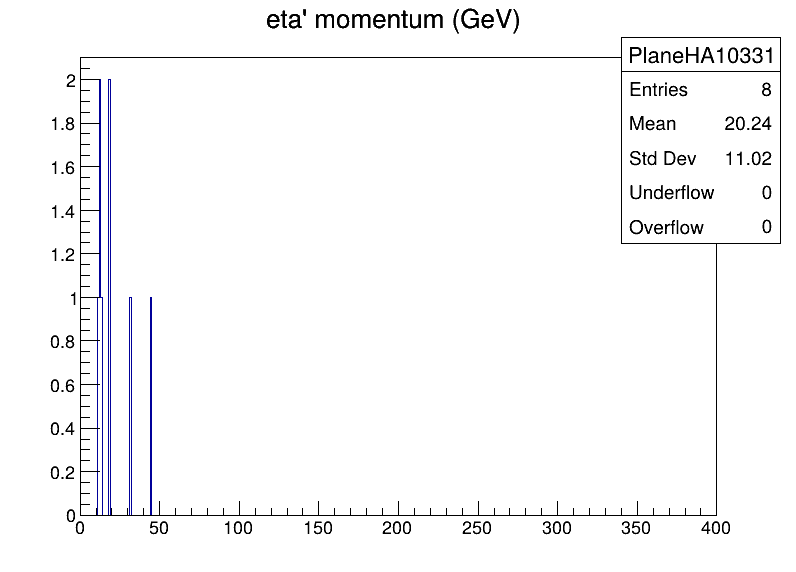 eta' momentum (GeV)
PlaneHA10331
Entries 8
Mean 20.24
Std Dev 11.02
Underflow 0
Overflow 0
2
1.8
1.6
1.4
1.2
1
0.8
0.6
0.4
0.2
0
0 50 100 150 200 250 300 350 400